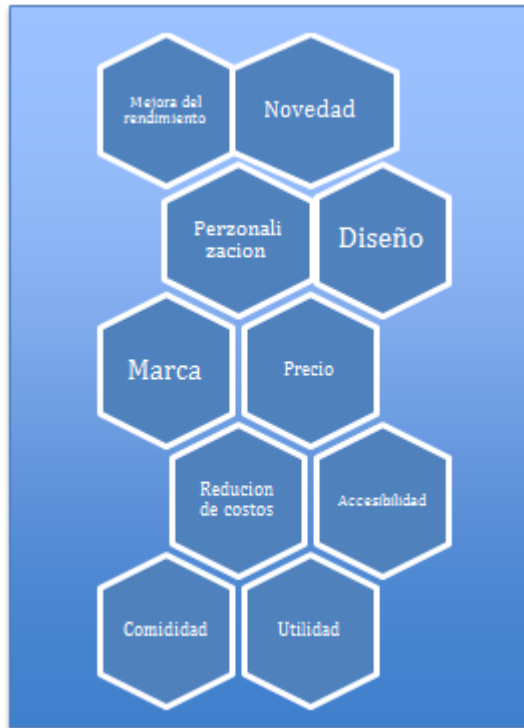 Mejora del
rendimiento
Novedad
Perzonali
zacion
Diseño
Marca
Precio
Reducion
de costos
Accesibilidad
Comididad
Utilidad